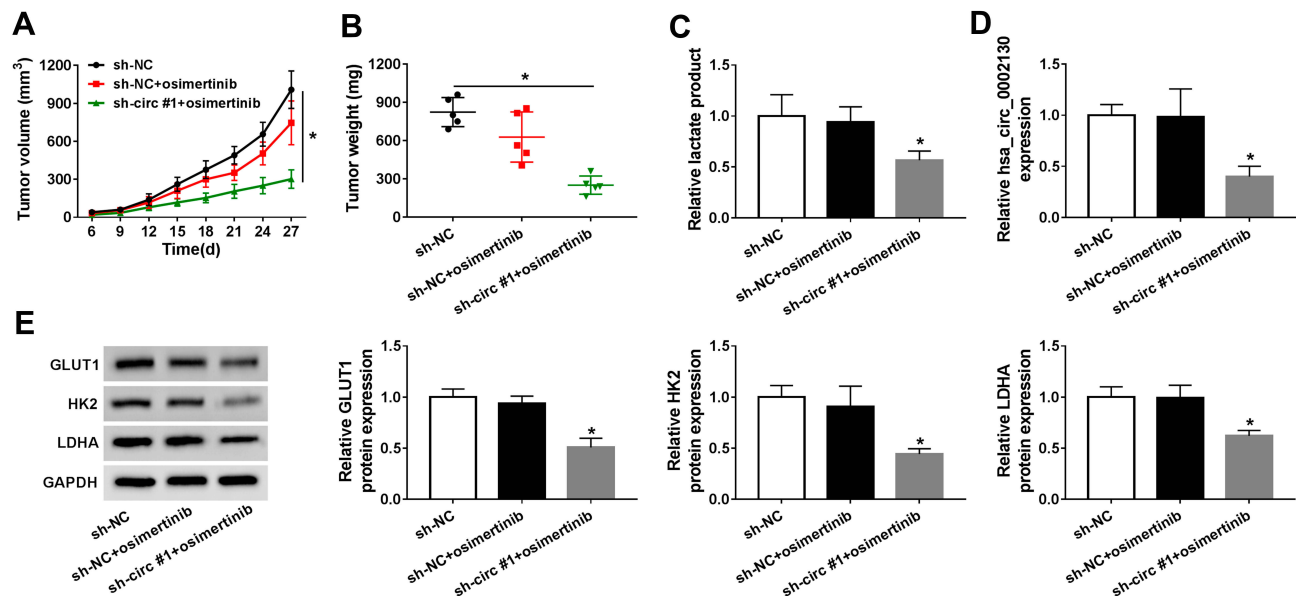 A
Tumor volume (mm3)
1200
900
600
300
0
sh-NC
sh-NC+osimertinib
sh-circ #1+osimertinib
*
6 9 12 15 18 21 24 27
Time(d)
B
Tumor weight (mg)
1200
900
600
300
0
*
sh-NC
sh-NC+osimertinib
sh-circ #1+osimertinib
C
Relative lactate product
1.5
1.0
0.5
0.0
*
sh-NC
sh-NC+osimertinib
sh-circ #1+osimertinib
D
Relative hsa_circ_0002130
expression
1.5
1.0
0.5
0.0
*
sh-NC
sh-NC+osimertinib
sh-circ #1+osimertinib
E
GLUT1
HK2
LDHA
GAPDH
sh-NC
sh-NC+osimertinib
sh-circ #1+osimertinib
Relative GLUT1
protein expression
1.5
1.0
0.5
0.0
*
sh-NC
sh-NC+osimertinib
sh-circ #1+osimertinib
Relative HK2
protein expression
1.5
1.0
0.5
0.0
*
sh-NC
sh-NC+osimertinib
sh-circ #1+osimertinib
Relative LDHA
protein expression
1.5
1.0
0.5
0.0
*
sh-NC
sh-NC+osimertinib
sh-circ #1+osimertinib